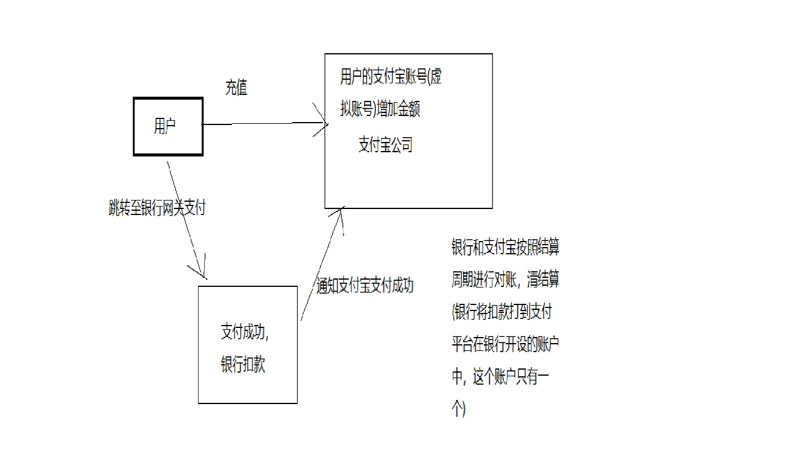 充值
用户的支付宝账号(虚
拟账号)增加金额
支付宝公司
用户
跳转至银行网关支付
通知支付宝支付成功
支付成功,
银行扣款
银行和支付宝按照结算
周期进行对账，清结算
(银行将扣款打到支付
平台在银行开设的账户
中，这个账户只有一
个)